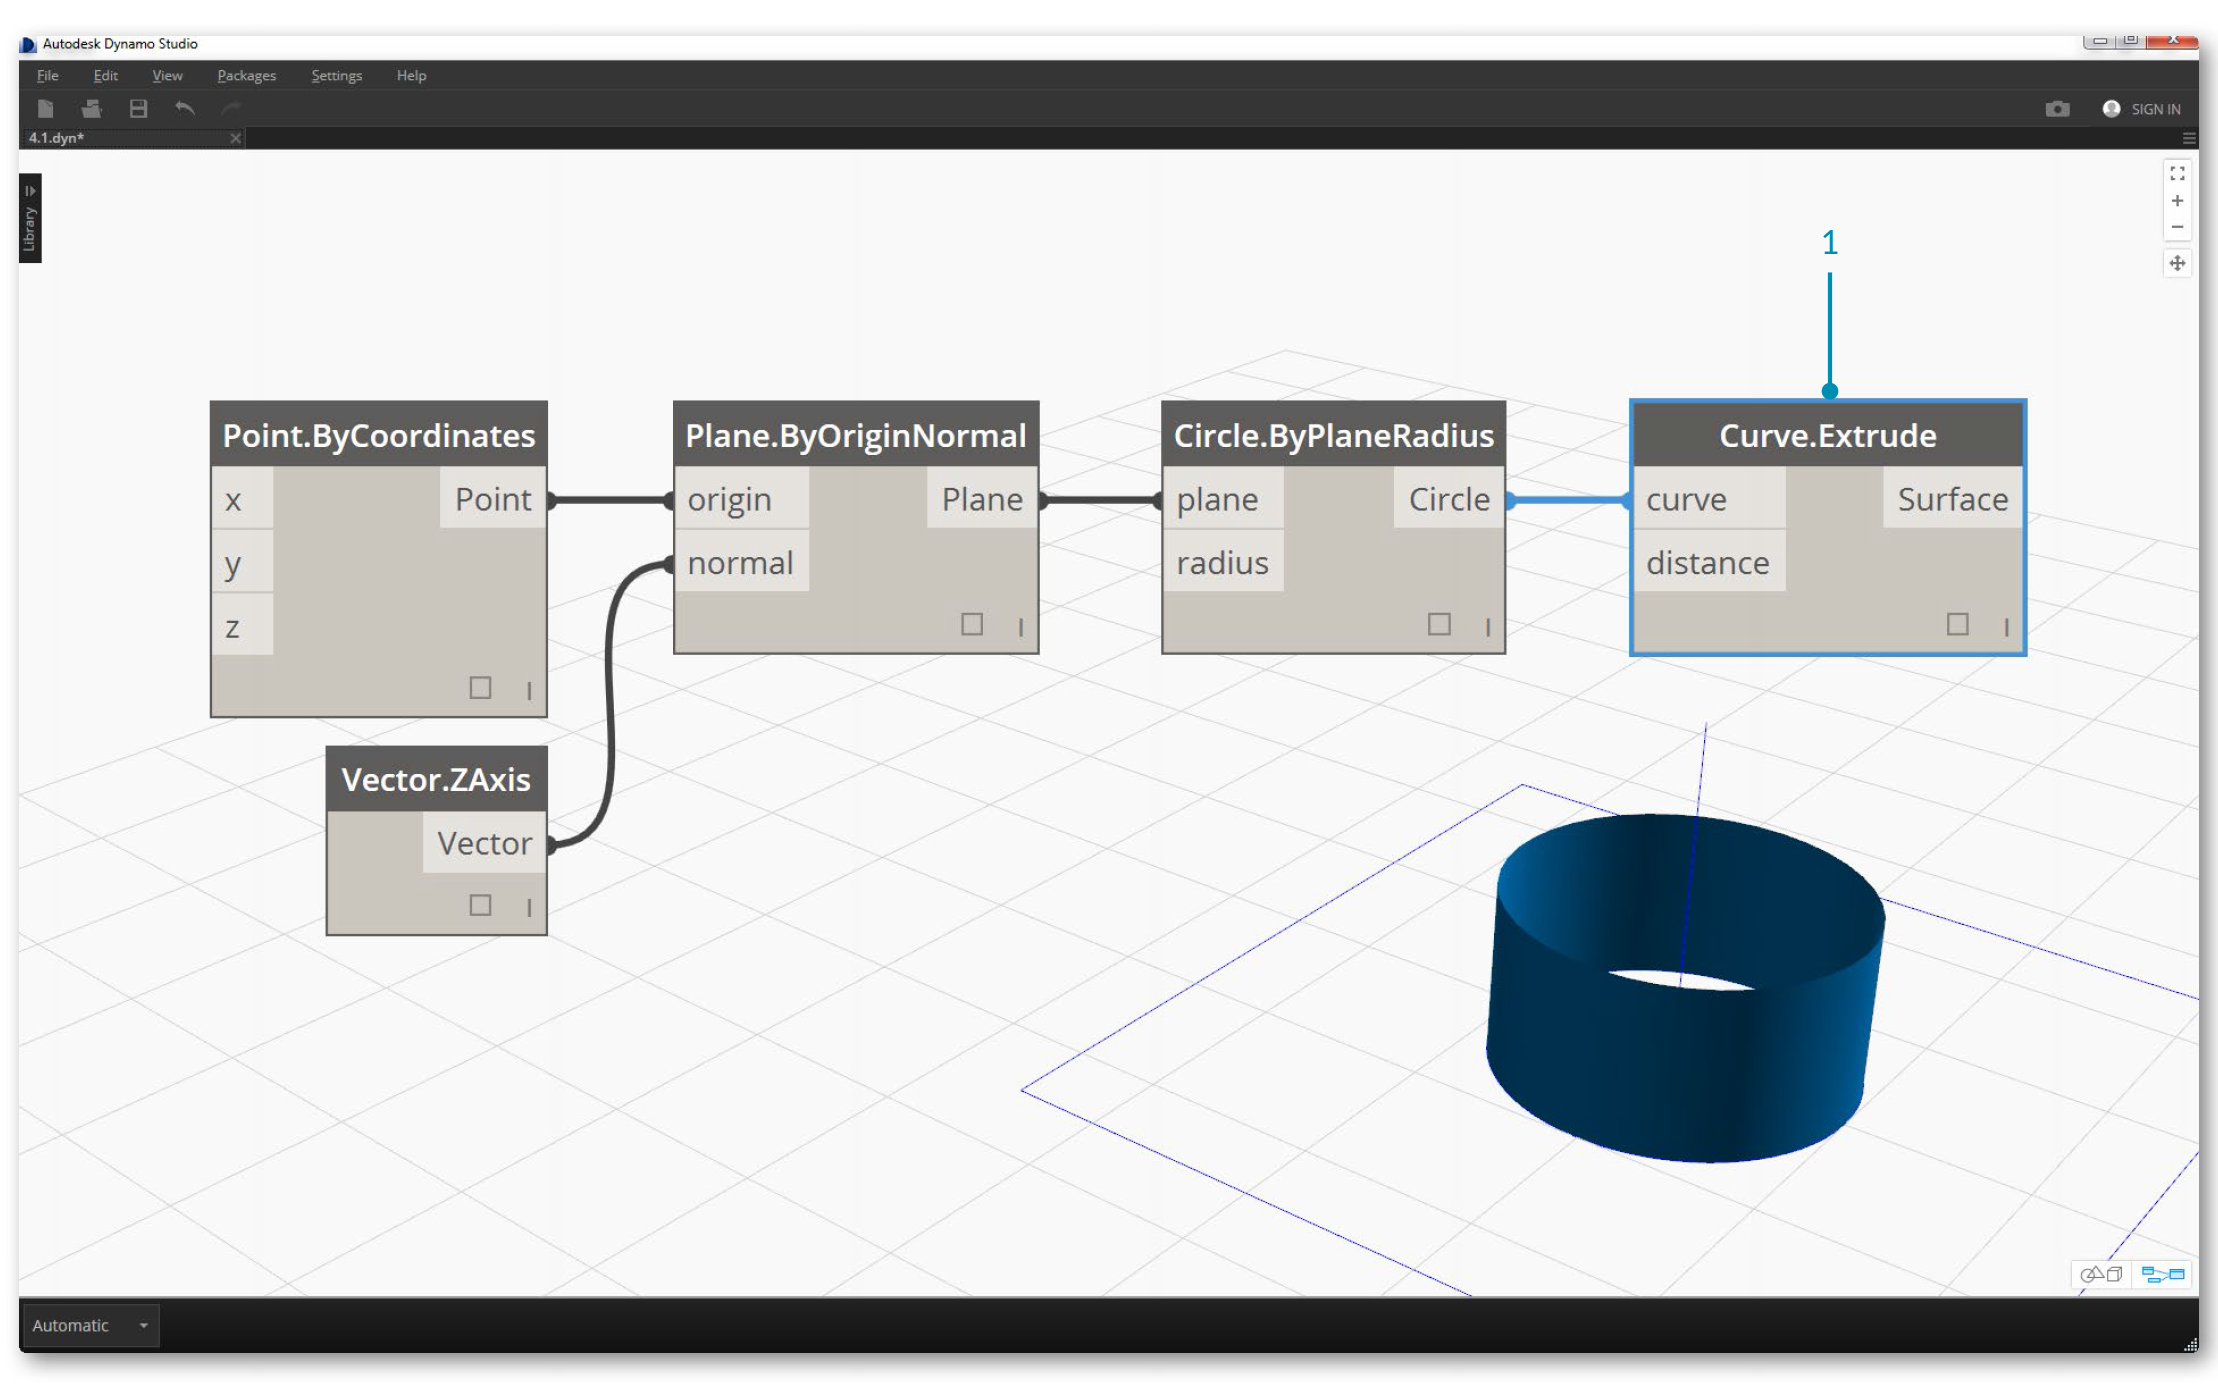 Autodesk Dynamo Studio
File Edit View Packages Settings Help
SIGN IN
4.1.dyn*
Library
1
Point.ByCoordinates
x Point
y
z
Plane.ByOriginNormal
origin Plane
normal
Circle.ByPlaneRadius
plane Circle
radius
Curve.Extrude
curve Surface
distance
Vector.ZAxis
Vector
Automatic